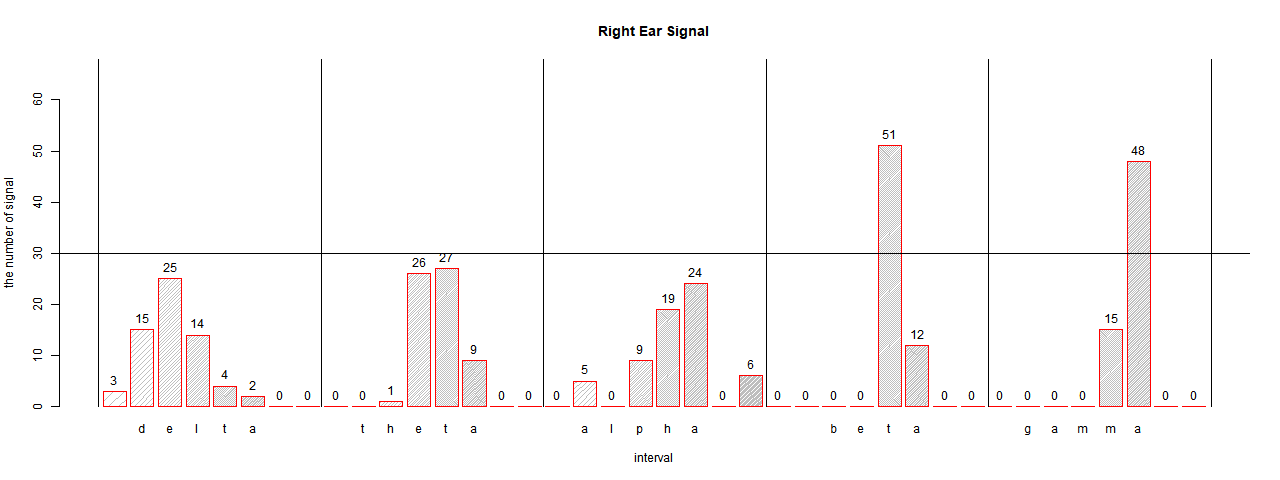 Right Ear Signal
the number of signal
60
50
40
30
20
10
0
3 15 25 14 4 2 0 0 0 0 1 26 27 9 0 0 0 5 0 9 19 24 0 6 0 0 0 0 51 12 0 0 0 0 0 0 15 48 0 0
d e l t a t h e t a a l p h a b e t a g a m m a
interval